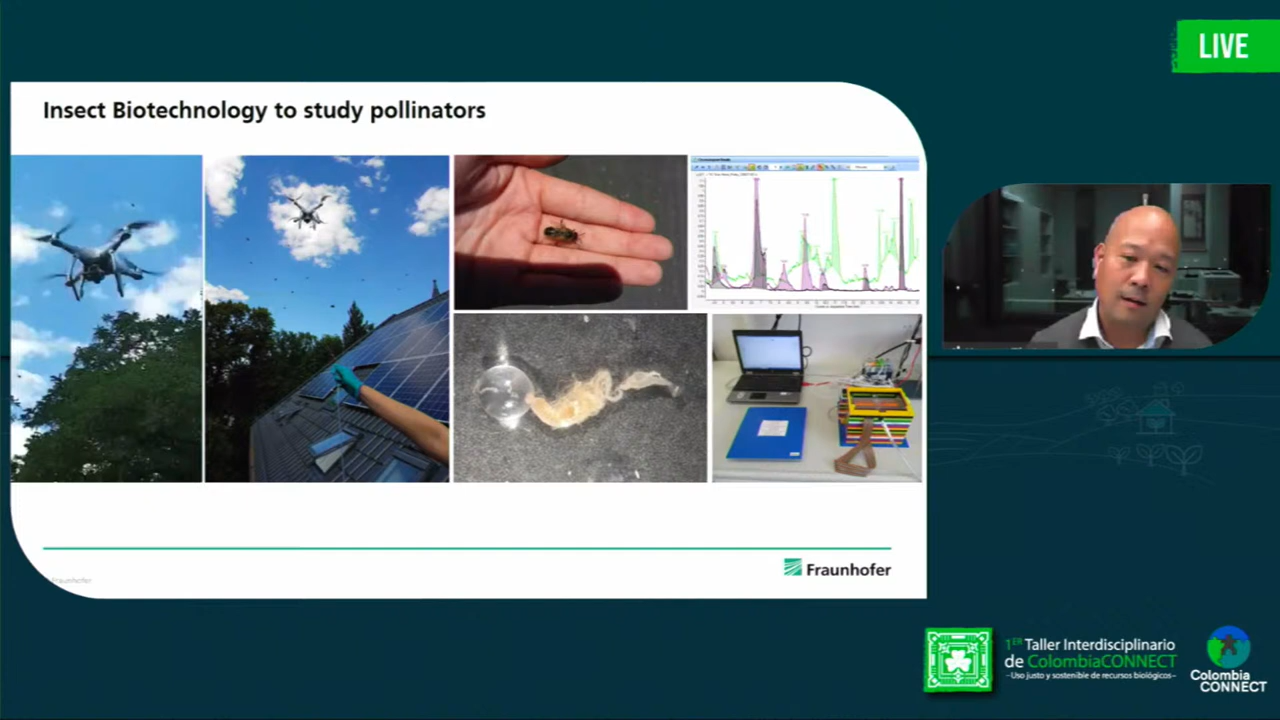 LIVE
Insect Biotechnology to study pollinators
Fraunhofer
Fraunhofer
1ER Taller Interdisciplinario
de ColombiaCONNECT
-Uso justo y sostenible de recursos biológicos-
Colombia
CONNECT